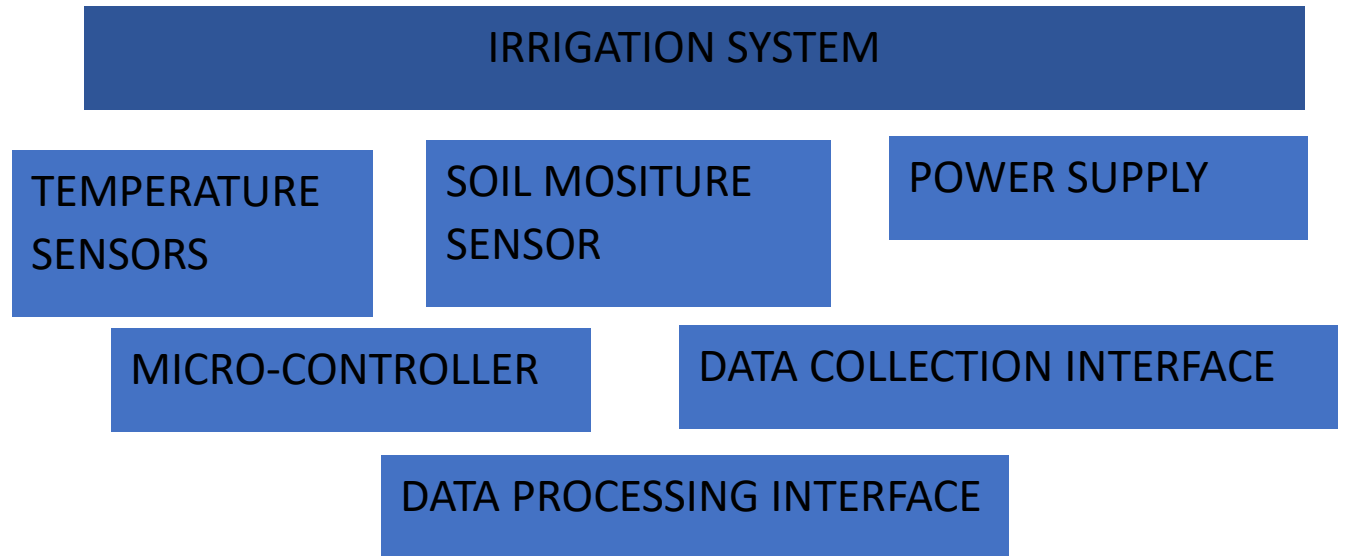 IRRIGATION SYSTEM
TEMPERATURE
SENSORS
SOIL MOSITURE
SENSOR
POWER SUPPLY
MICRO-CONTROLLER
DATA COLLECTION INTERFACE
DATA PROCESSING INTERFACE